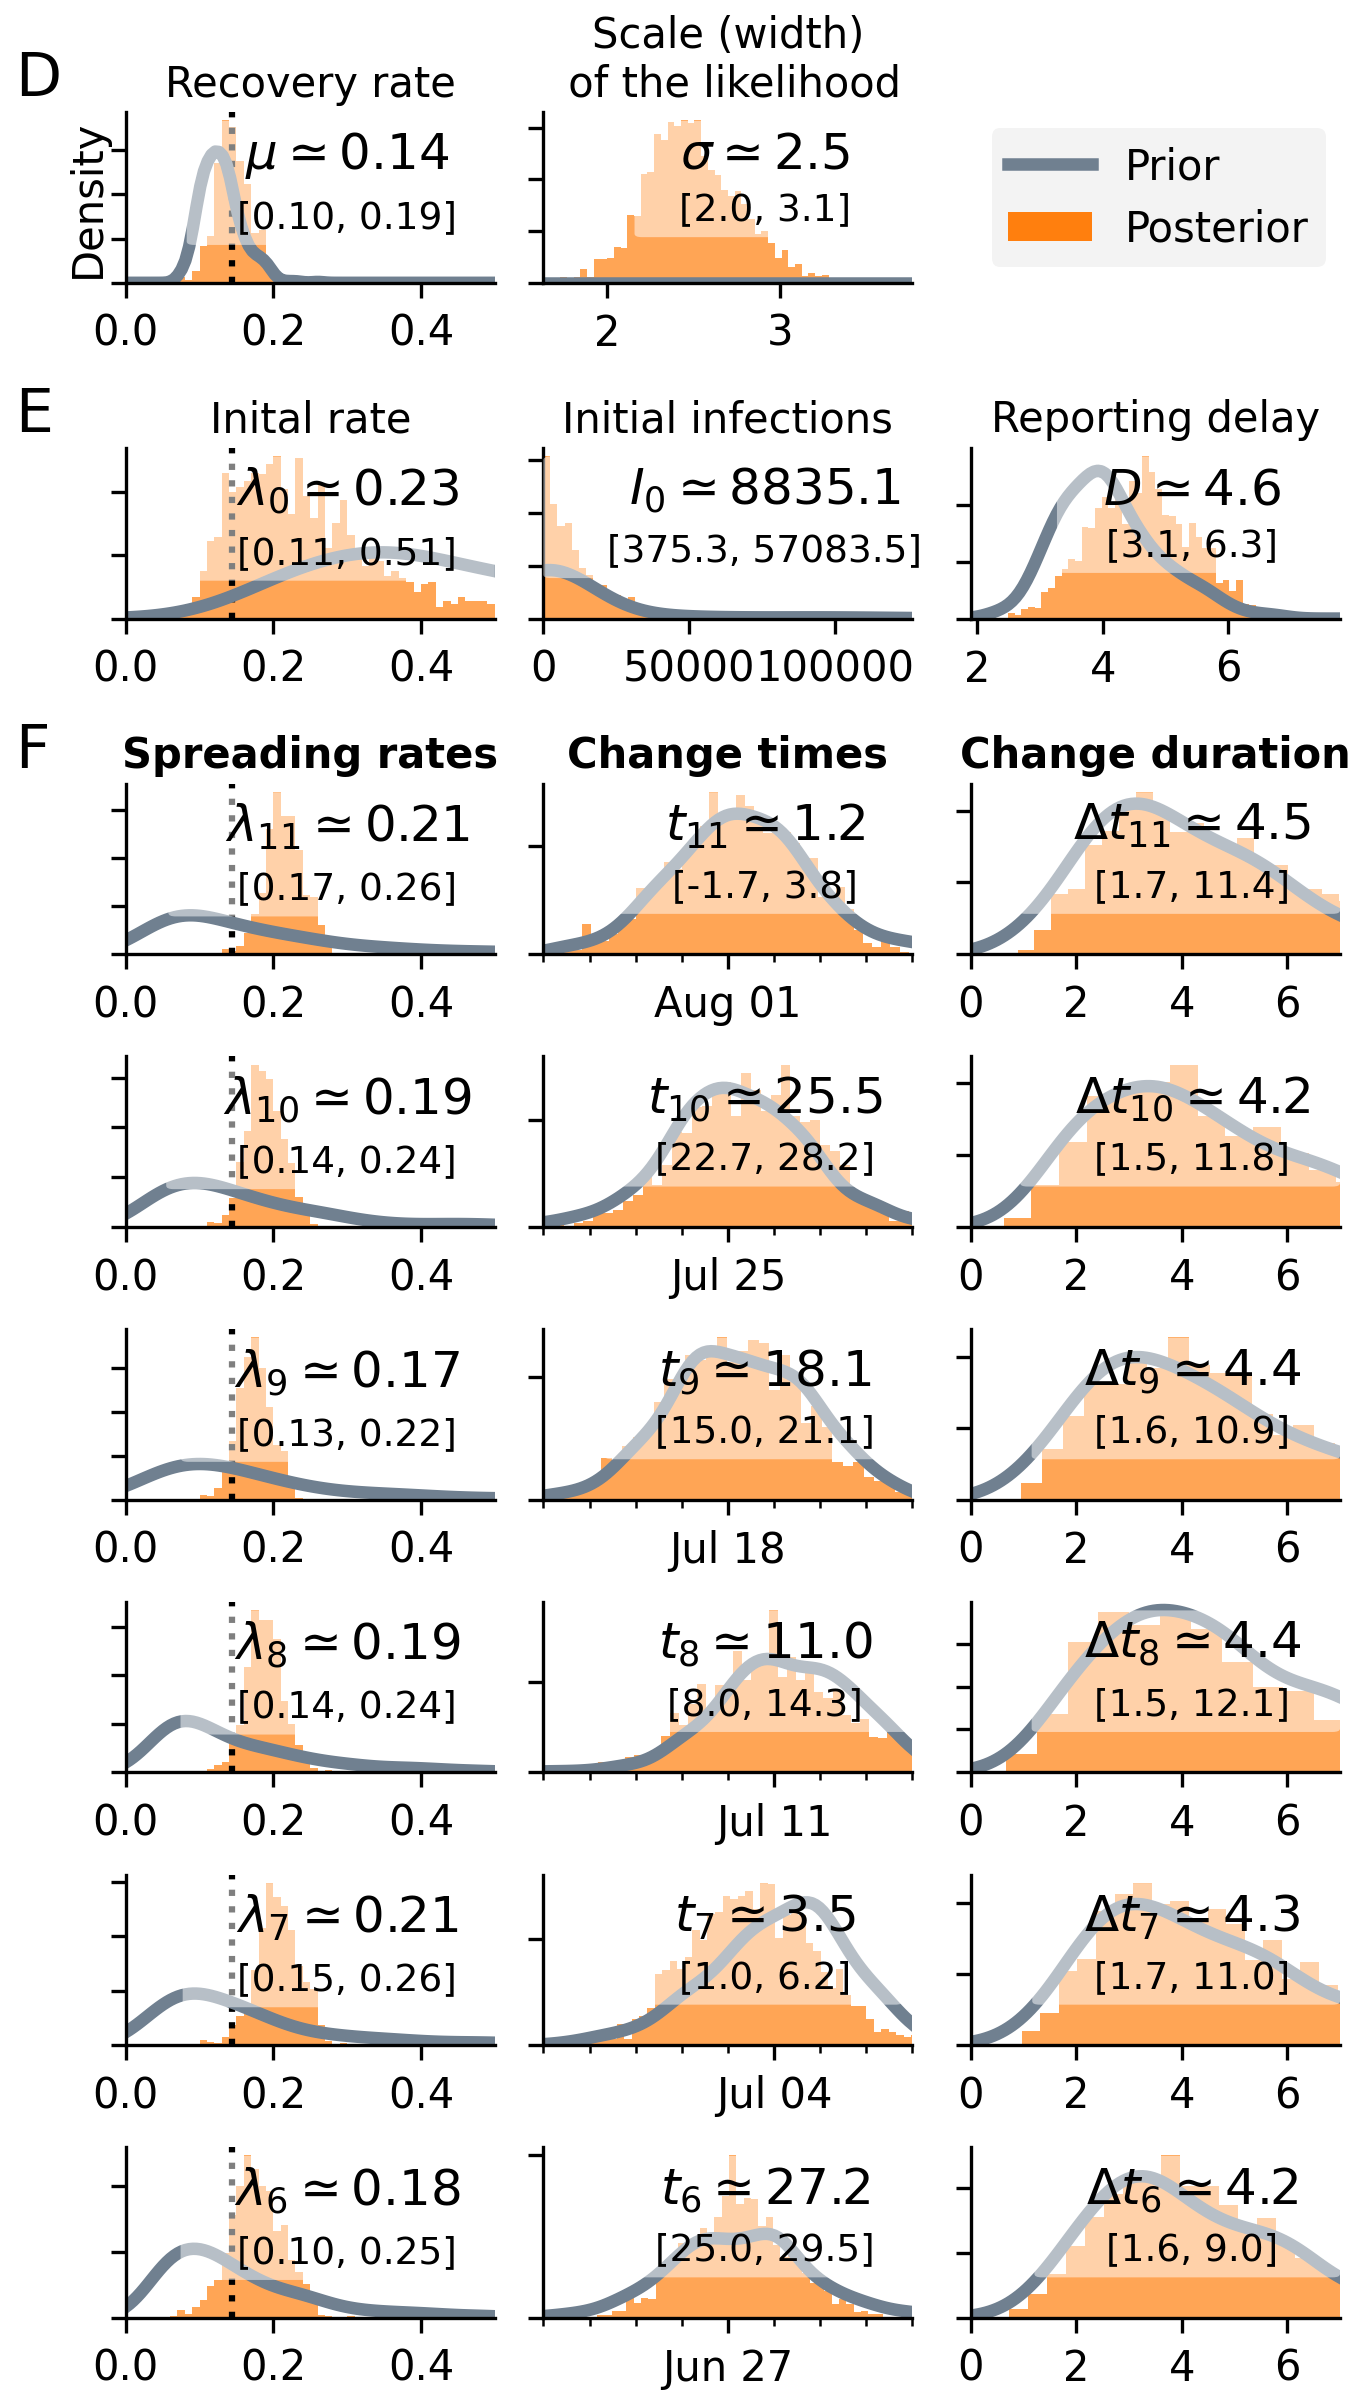 D
Recovery rate
Scale (width)
of the likelihood
Density
μ ≃ 0.14
[0.10, 0.19]
0.0 0.2 0.4
σ ≃ 2.5
[2.0, 3.1]
2 3
Prior
Posterior
E
Inital rate
λ0 ≃ 0.23
[0.11, 0.51]
0.0 0.2 0.4
Initial infections
I0 ≃ 8835.1
[375.3, 57083.5]
0 50000 100000
Reporting delay
D ≃ 4.6
[3.1, 6.3]
2 4 6
F
Spreading rates
Change times
Change duration
λ11 ≃ 0.21
[0.17, 0.26]
0.0 0.2 0.4
t11 ≃ 1.2
[-1.7, 3.8]
Aug 01
Δt11 ≃ 4.5
[1.7, 11.4]
0 2 4 6
λ10 ≃ 0.19
[0.14, 0.24]
0.0 0.2 0.4
t10 ≃ 25.5
[22.7, 28.2]
Jul 25
Δt10 ≃ 4.2
[1.5, 11.8]
0 2 4 6
λ9 ≃ 0.17
[0.13, 0.22]
0.0 0.2 0.4
t9 ≃ 18.1
[15.0, 21.1]
Jul 18
Δt9 ≃ 4.4
[1.6, 10.9]
0 2 4 6
λ8 ≃ 0.19
[0.14, 0.24]
0.0 0.2 0.4
t8 ≃ 11.0
[8.0, 14.3]
Jul 11
Δt8 ≃ 4.4
[1.5, 12.1]
0 2 4 6
λ7 ≃ 0.21
[0.15, 0.26]
0.0 0.2 0.4
t7 ≃ 3.5
[1.0, 6.2]
Jul 04
Δt7 ≃ 4.3
[1.7, 11.0]
0 2 4 6
λ6 ≃ 0.18
[0.10, 0.25]
0.0 0.2 0.4
t6 ≃ 27.2
[25.0, 29.5]
Jun 27
Δt6 ≃ 4.2
[1.6, 9.0]
0 2 4 6